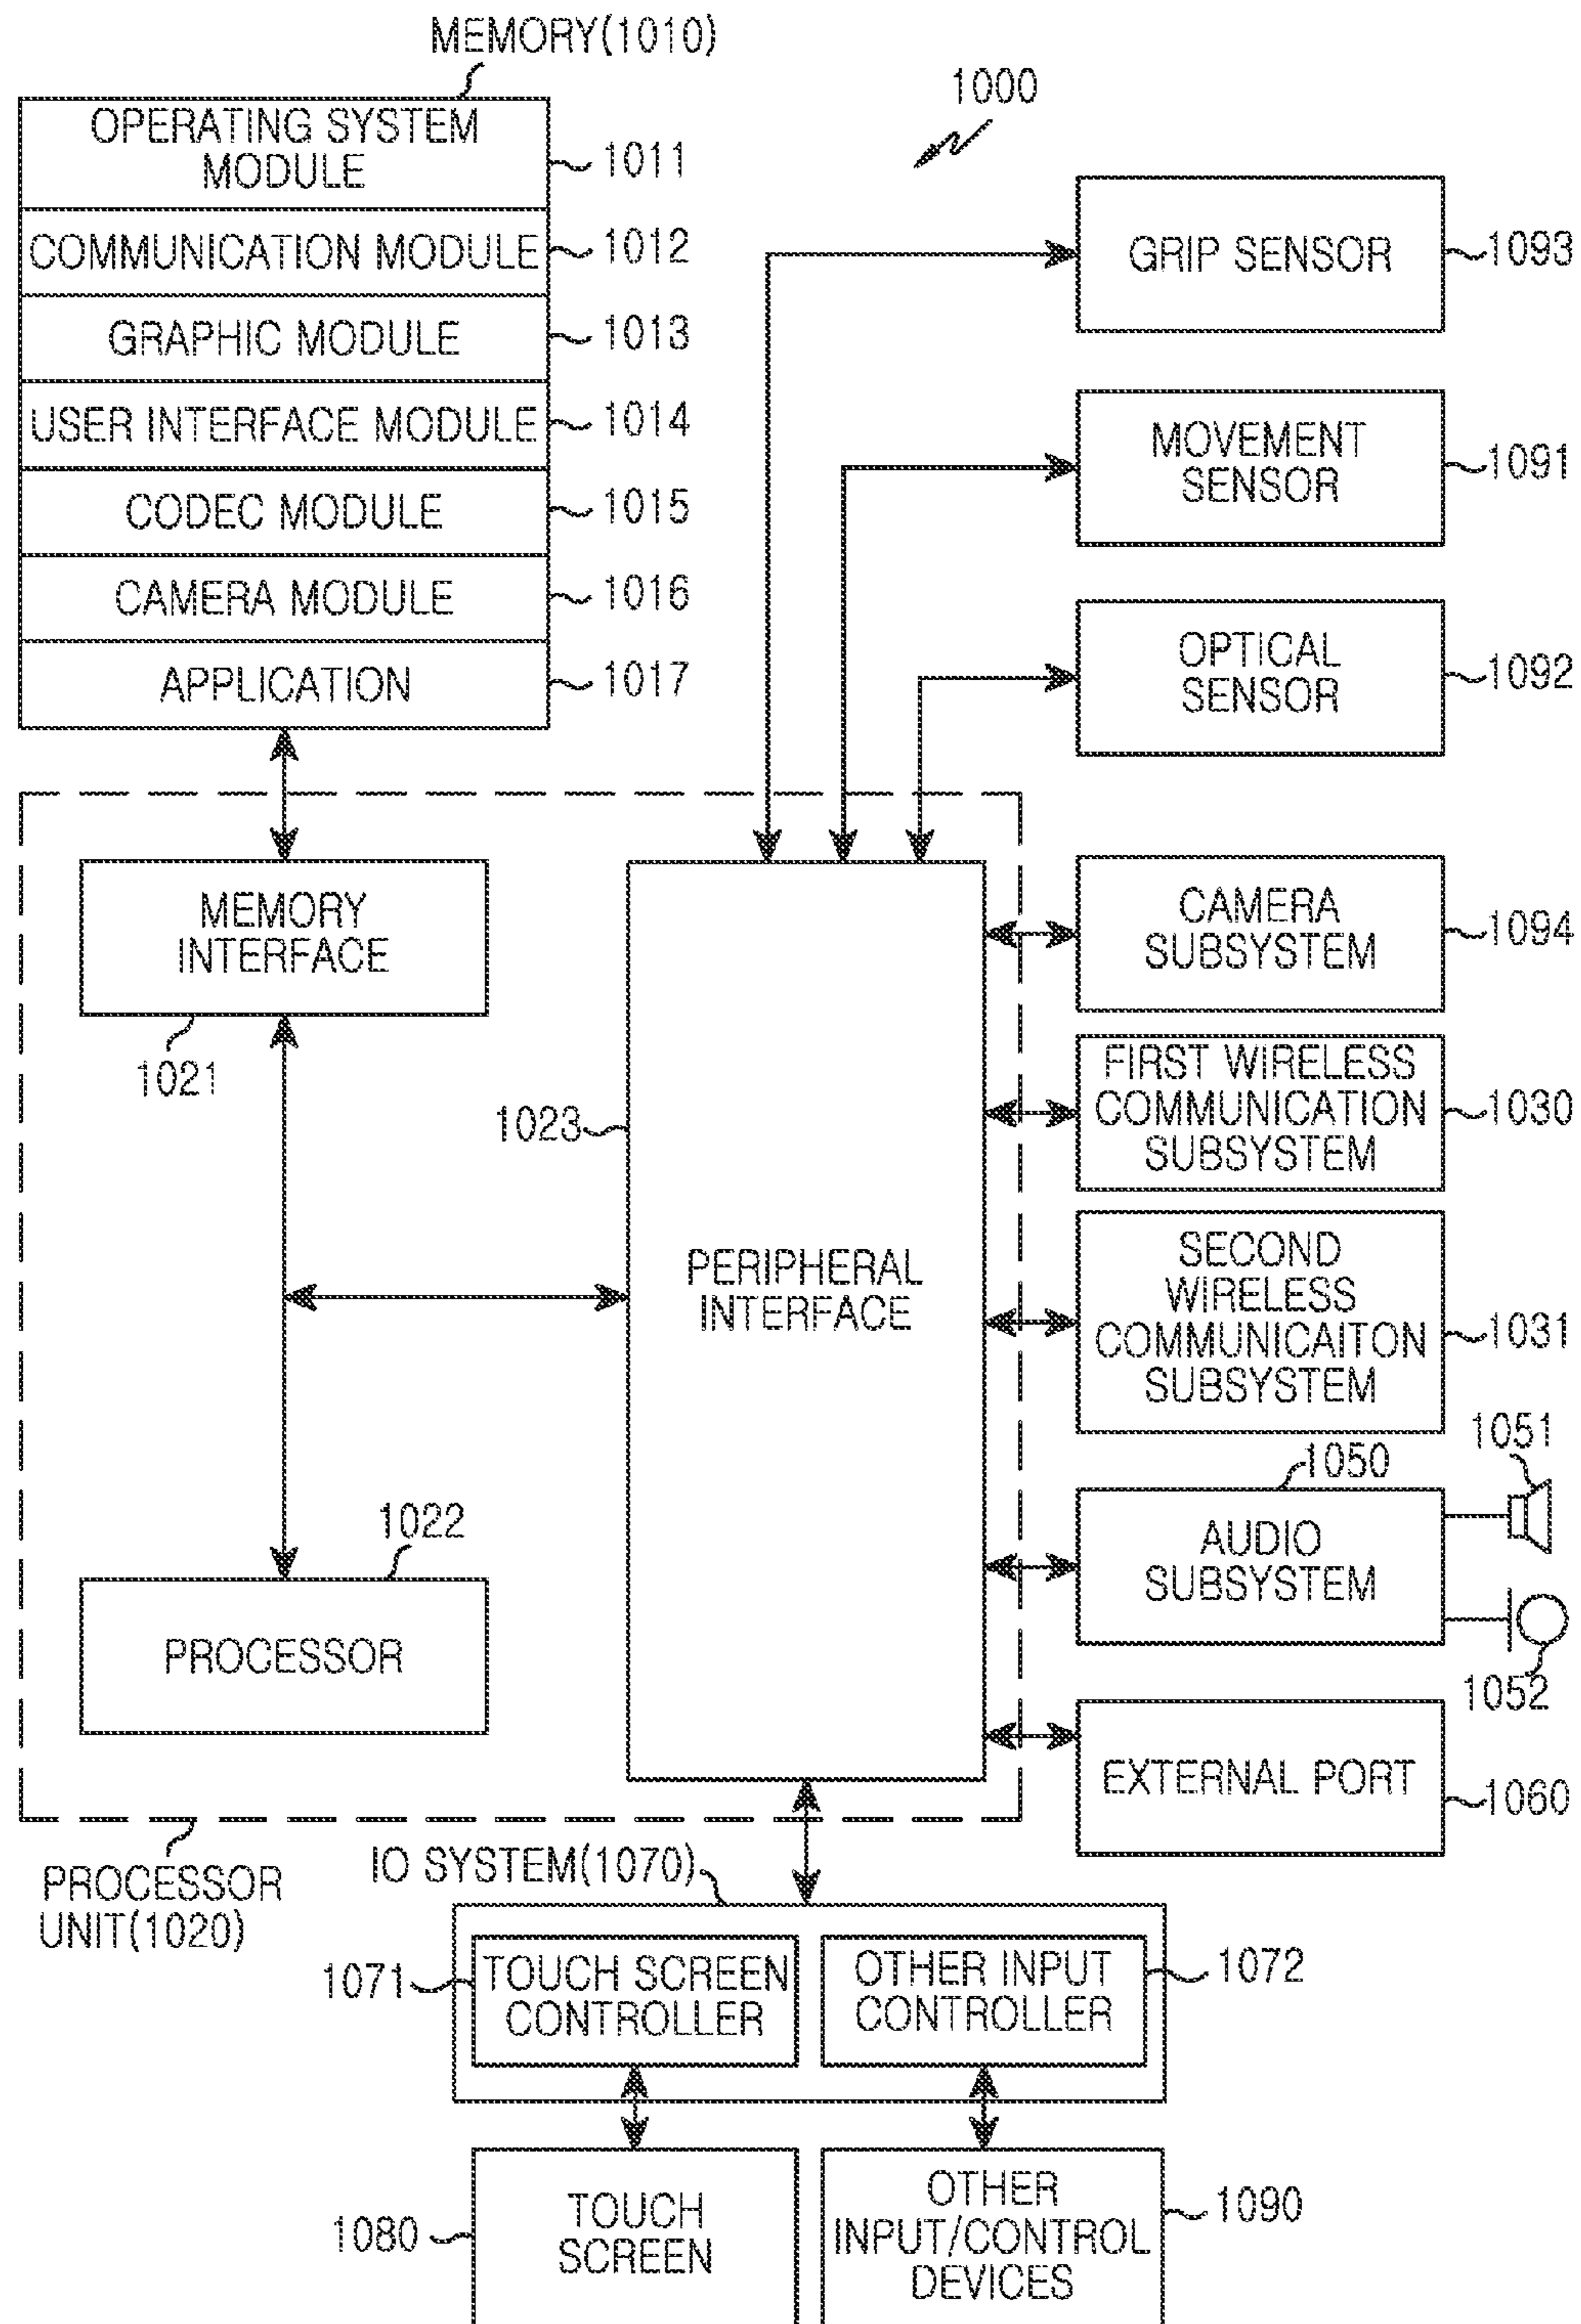 MEMORY(1010)
1000
OPERATING SYSTEM
MODULE
1011
COMMUNICATION MODULE
1012
GRAPHIC MODULE
1013
USER INTERFACE MODULE
1014
CODEC MODULE
1015
CAMERA MODULE
1016
APPLICATION
1017
GRIP SENSOR
1093
MOVEMENT
SENSOR
1091
OPTICAL
SENSOR
1092
MEMORY
INTERFACE
1021
1023
PERIPHERAL
INTERFACE
1022
PROCESSOR
PROCESSOR
UNIT(1020)
CAMERA
SUBSYSTEM
1094
FIRST WIRELESS
COMMUNICATION
SUBSYSTEM
1030
SECOND
WIRELESS
COMMUNICAITON
SUBSYSTEM
1031
1050
1051
AUDIO
SUBSYSTEM
1052
EXTERNAL PORT
1060
IO SYSTEM(1070)
1071
TOUCH SCREEN
CONTROLLER
OTHER INPUT
CONTROLLER
1072
1080
TOUCH
SCREEN
OTHER
INPUT/CONTROL
DEVICES
1090